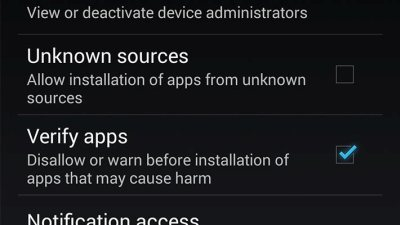 View or deactivate device administrators
Unknown sources
Allow installation of apps from unknown
sources
Verify apps
Disallow or warn before installation of
apps that may cause harm
Notification access